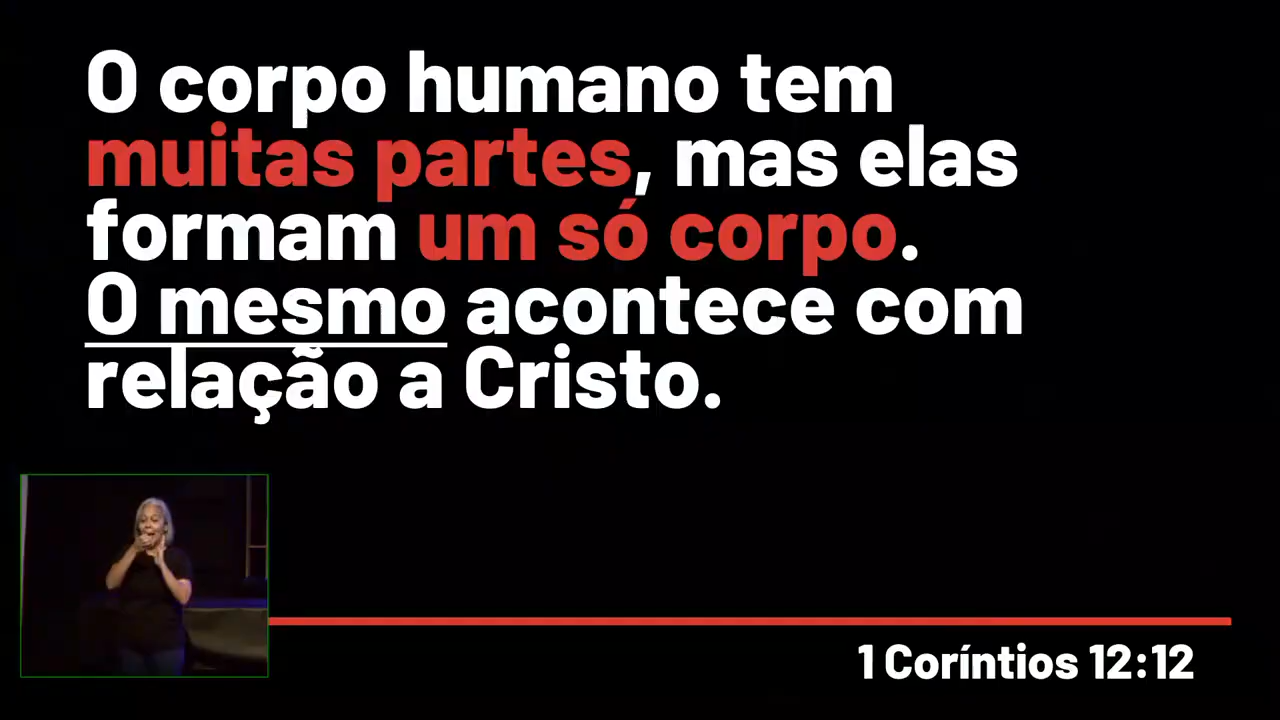 O corpo humano tem
muitas partes, mas elas
formam um só corpo.
O mesmo acontece com
relação a Cristo.
1 Coríntios 12:12